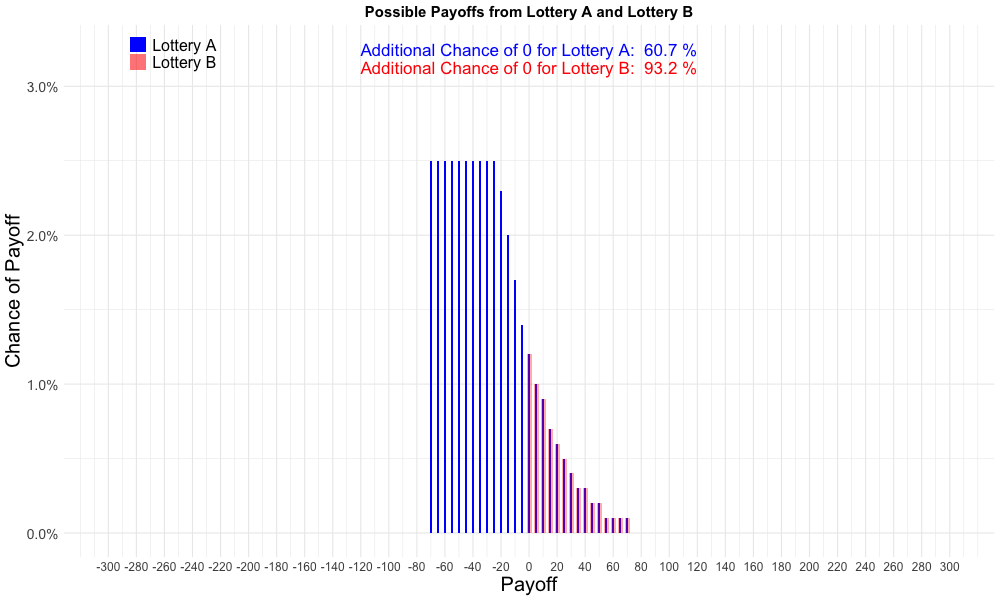 Possible Payoffs from Lottery A and Lottery B
Lottery A
Lottery B
Additional Chance of 0 for Lottery A: 60.7 %
Additional Chance of 0 for Lottery B: 93.2 %
Chance of Payoff
3.0%
2.0%
1.0%
0.0%
-300 -280 -260 -240 -220 -200 -180 -160 -140 -120 -100 -80 -60 -40 -20 0 20 40 60 80 100 120 140 160 180 200 220 240 260 280 300
Payoff